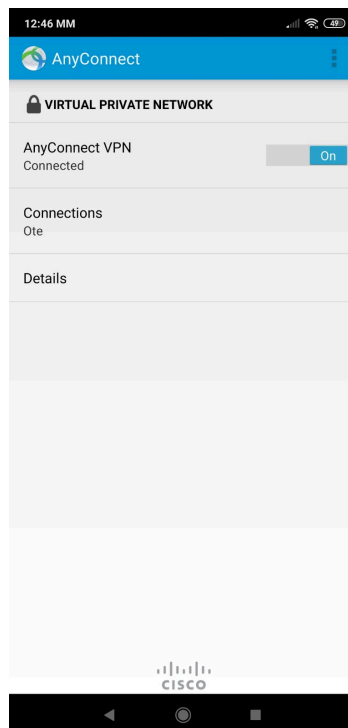 12:46 MM
49
AnyConnect
VIRTUAL PRIVATE NETWORK
AnyConnect VPN
Connected
On
Connections
Ote
Details
CISCO